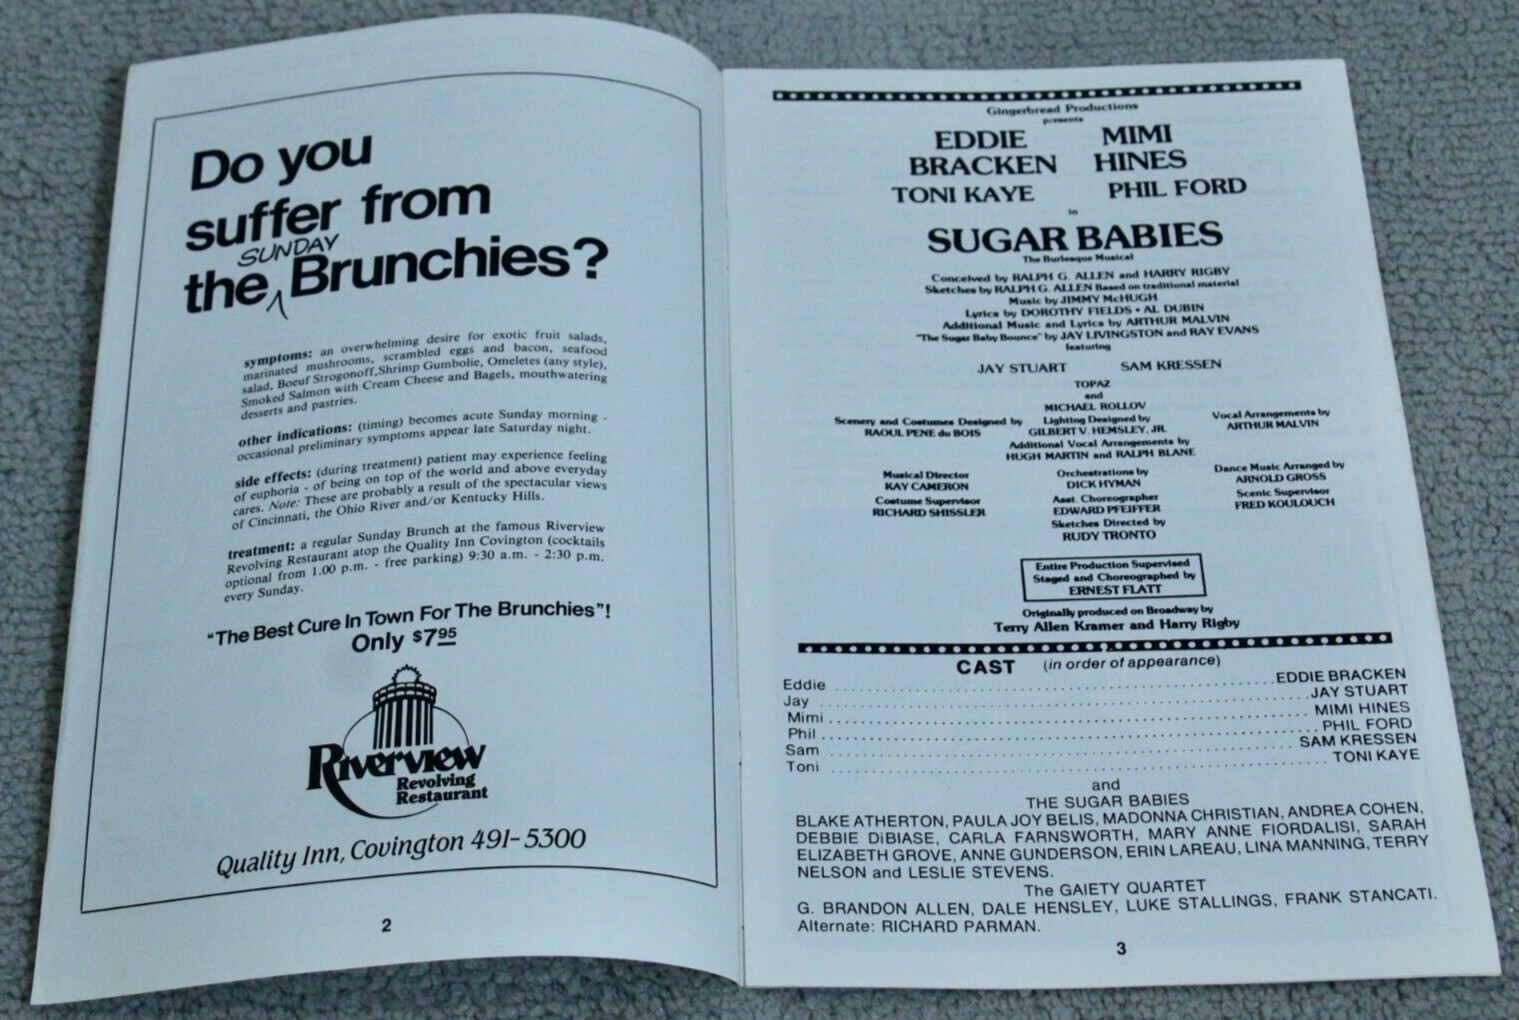 Do you
suffer from
SUNDAY
the Brunchies?
symptoms: an overwhelming desire for exotic fruit salads,
marinated mushrooms, scrambled eggs and bacon, seafood
salad, Boeuf Strogonoff,Shrimp Gumbolie, Omeletes (any style),
Smoked Salmon with Cream Cheese and Bagels, mouthwatering
desserts and pastries.
other indications: (timing) becomes acute Sunday morning -
occasional preliminary symptoms appear late Saturday night.
side effects: (during treatment) patient may experience feeling
of euphoria - of being on top of the world and above everyday
cares. Note: These are probably a result of the spectacular views
of Cincinnati, the Ohio River and/or Kentucky Hills.
treatment: a regular Sunday Brunch at the famous Riverview
Revolving Restaurant atop the Quality Inn Covington (cocktails
optional from 1.00 p.m. - free parking) 9:30 a.m. - 2:30 p.m.
every Sunday.
"The Best Cure In Town For The Brunchies"!
Only $7.95
Riverview
Revolving
Restaurant
Quality Inn, Covington 491-5300
2
Gingerbread Productions
presents
EDDIE MIMI
BRACKEN HINES
TONI KAYE PHIL FORD
in
SUGAR BABIES
The Burlesque Musical
Conceived by RALPH G. ALLEN and HARRY RIGBY
Sketches by RALPH G. ALLEN Based on traditional material
Music by JIMMY McHUGH
Lyrics by DOROTHY FIELDS • AL DUBIN
Additional Music and Lyrics by ARTHUR MALVIN
"The Sugar Baby Bounce" by JAY LIVINGSTON and RAY EVANS
featuring
JAY STUART SAM KRESSEN
TOPAZ
and
MICHAEL ROLLOV
Scenery and Costumes Designed by Lighting Designed by Vocal Arrangements by
RAOUL PENE du BOIS GILBERT V. HEMSLEY, JR. ARTHUR MALVIN
Additional Vocal Arrangements by
HUGH MARTIN and RALPH BLANE
Musical Director Orchestrations by Dance Music Arranged by
KAY CAMERON DICK HYMAN ARNOLD GROSS
Costume Supervisor Asst. Choreographer Scenic Supervisor
RICHARD SHISSLER EDWARD PFEIFFER FRED KOULOUCH
Sketches Directed by
RUDY TRONTO
Entire Production Supervised
Staged and Choreographed by
ERNEST FLATT
Originally produced on Broadway by
Terry Allen Kramer and Harry Rigby
CAST (in order of appearance)
Eddie EDDIE BRACKEN
Jay JAY STUART
Mimi MIMI HINES
Phil PHIL FORD
Sam SAM KRESSEN
Toni TONI KAYE
and
THE SUGAR BABIES
BLAKE ATHERTON, PAULA JOY BELIS, MADONNA CHRISTIAN, ANDREA COHEN,
DEBBIE DiBIASE, CARLA FARNSWORTH, MARY ANNE FIORDALISI, SARAH
ELIZABETH GROVE, ANNE GUNDERSON, ERIN LAREAU, LINA MANNING, TERRY
NELSON and LESLIE STEVENS.
The GAIETY QUARTET
G. BRANDON ALLEN, DALE HENSLEY, LUKE STALLINGS, FRANK STANCATI.
Alternate: RICHARD PARMAN.
3